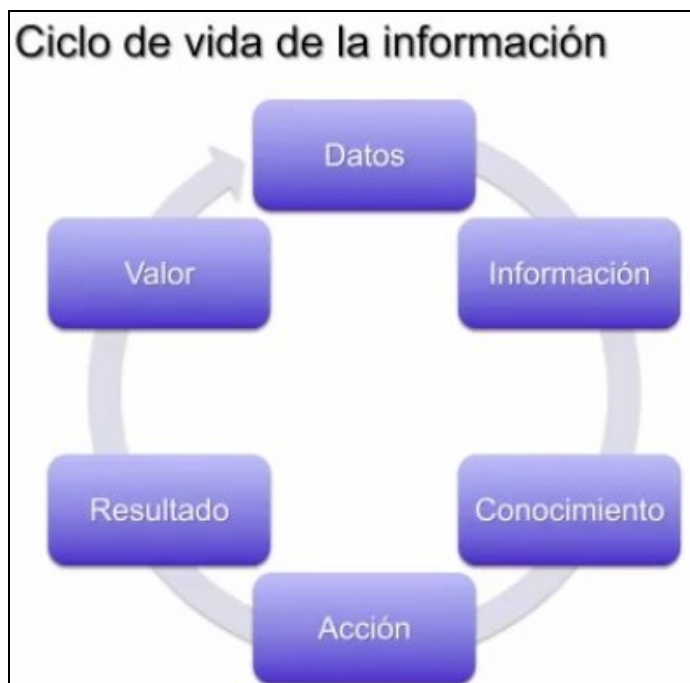 Ciclo de vida de la información
Datos
Información
Conocimiento
Acción
Resultado
Valor